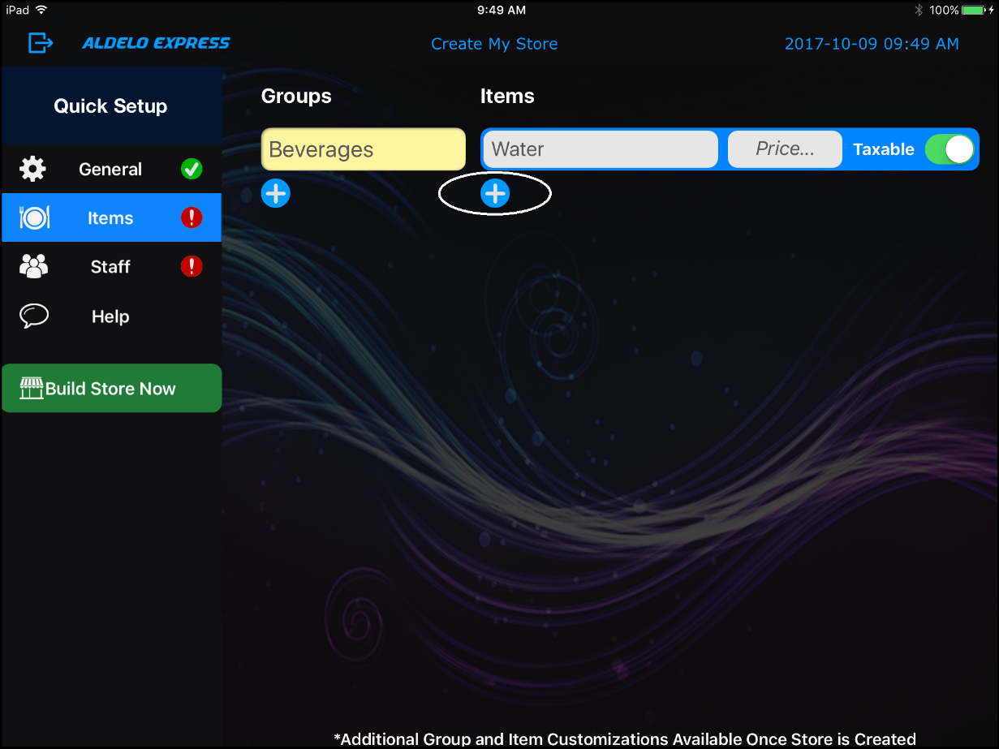 iPad 9:49 AM 100%
ALDELO EXPRESS Create My Store 2017-10-09 09:49 AM
Quick Setup
General
Items
Staff
Help
Build Store Now
Groups Items
Beverages Water Price... Taxable
*Additional Group and Item Customizations Available Once Store is Created